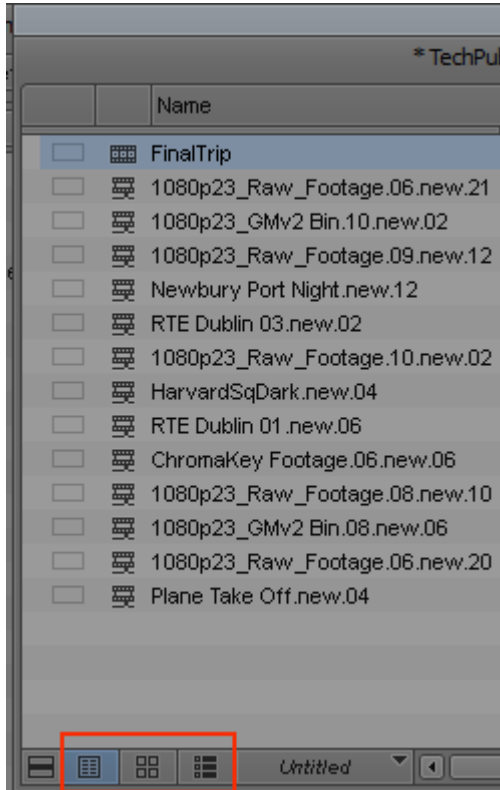 * TechPul
Name
FinalTrip
1080p23_Raw_Footage.06.new.21
1080p23_GMv2 Bin.10.new.02
1080p23_Raw_Footage.09.new.12
Newbury Port Night.new.12
RTE Dublin 03.new.02
1080p23_Raw_Footage.10.new.02
HarvardSqDark.new.04
RTE Dublin 01.new.06
ChromaKey Footage.06.new.06
1080p23_Raw_Footage.08.new.10
1080p23_GMv2 Bin.08.new.06
1080p23_Raw_Footage.06.new.20
Plane Take Off.new.04
Untitled